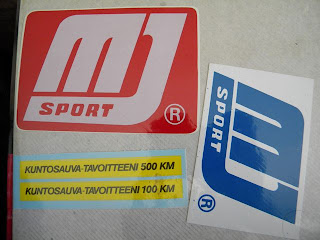 MJ
SPORT
®
KUNTOSAUVA-TAVOITTEENI 500 KM
KUNTOSAUVA-TAVOITTEENI 100 KM
MJ
SPORT
®